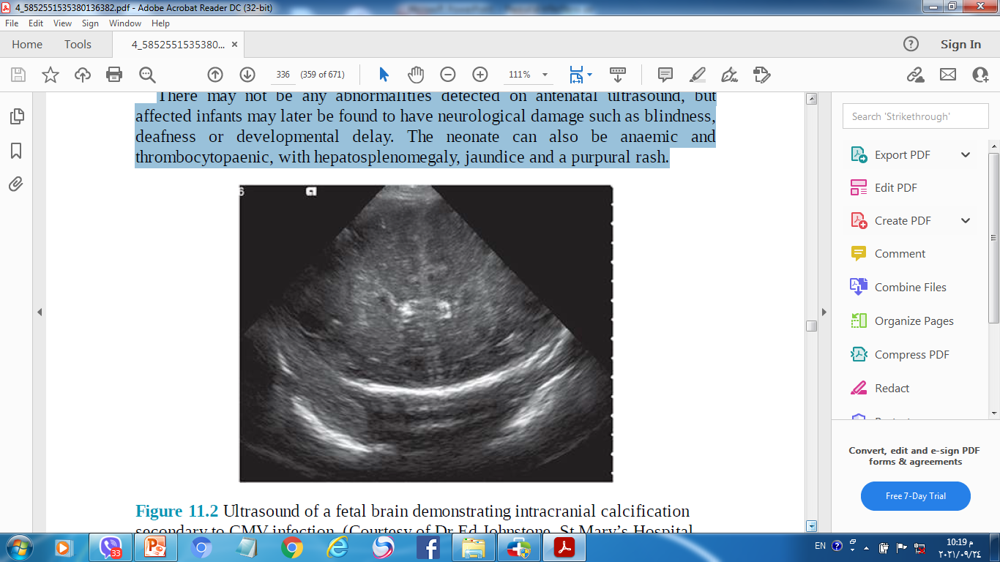 4_5852551535380136382.pdf - Adobe Acrobat Reader DC (32-bit)
File Edit View Sign Window Help
Home Tools 4_5852551535380... × Sign In
336 (359 of 671) 111%
There may not be any abnormalities detected on antenatal ultrasound, but
affected infants may later be found to have neurological damage such as blindness,
deafness or developmental delay. The neonate can also be anaemic and
thrombocytopaenic, with hepatosplenomegaly, jaundice and a purpural rash.
Figure 11.2 Ultrasound of a fetal brain demonstrating intracranial calcification
secondary to CMV infection. (Courtesy of Dr Ed Johnstone, St Mary's Hospital
Search 'Strikethrough'
Export PDF
Edit PDF
Create PDF
Comment
Combine Files
Organize Pages
Compress PDF
Redact
Convert, edit and e-sign PDF
forms & agreements
Free 7-Day Trial
33
EN
10:19 م
٢٠٢١/٠٩/٢٤